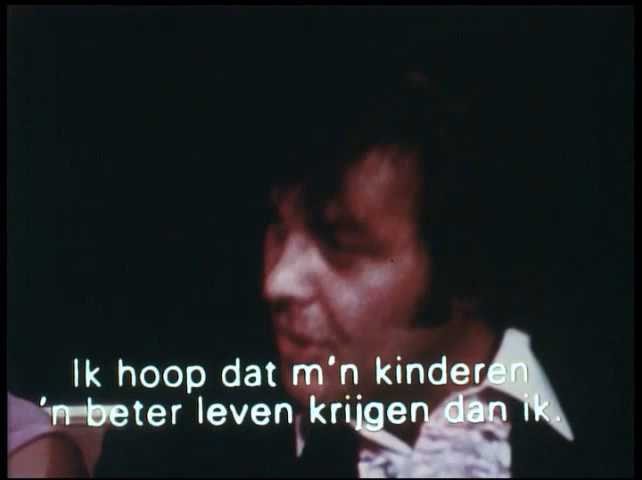 Ik hoop dat m'n kinderen
'n beter leven krijgen dan ik.